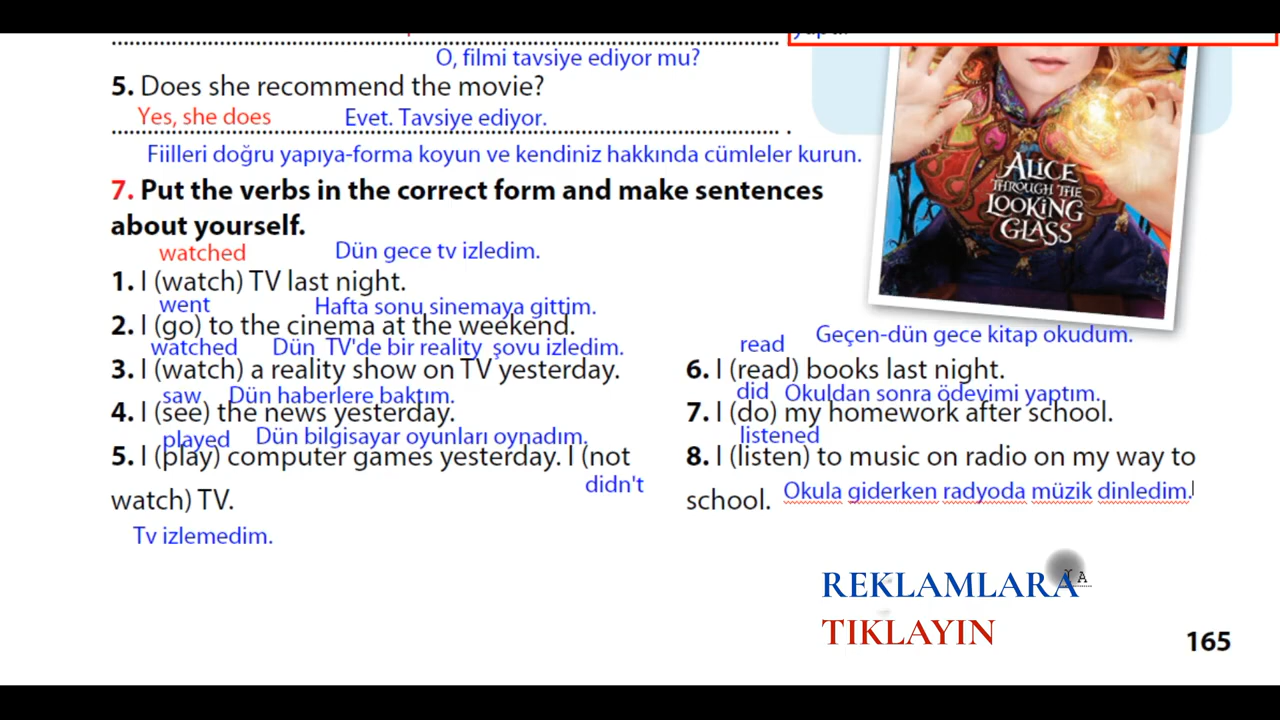 O, filmi tavsiye ediyor mu?
5. Does she recommend the movie?
Yes, she does Evet. Tavsiye ediyor.
Fiilleri doğru yapıya-forma koyun ve kendiniz hakkında cümleler kurun.
7. Put the verbs in the correct form and make sentences
about yourself.
watched Dün gece tv izledim.
1. I (watch) TV last night.
went Hafta sonu sinemaya gittim.
2. I (go) to the cinema at the weekend.
watched Dün TV'de bir reality şovu izledim.
3. I (watch) a reality show on TV yesterday.
saw Dün haberlere baktım.
4. I (see) the news yesterday.
played Dün bilgisayar oyunları oynadım.
5. I (play) computer games yesterday. I (not
didn't
watch) TV.
Tv izlemedim.
ALICE
THROUGH THE
LOOKING
GLASS
Geçen-dün gece kitap okudum.
read
6. I (read) books last night.
did Okuldan sonra ödevimi yaptım.
7. I (do) my homework after school.
listened
8. I (listen) to music on radio on my way to
school. Okula giderken radyoda müzik dinledim.
REKLAMLARA
TIKLAYIN
165